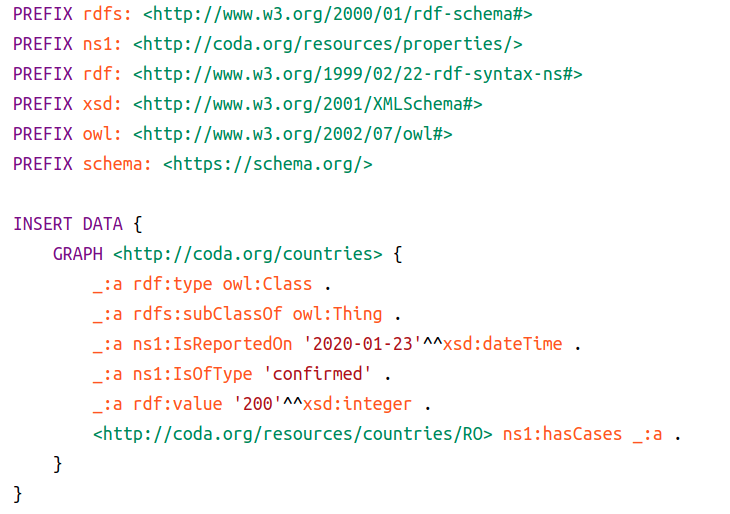 PREFIX rdfs: <http://www.w3.org/2000/01/rdf-schema#>
PREFIX ns1: <http://coda.org/resources/properties/>
PREFIX rdf: <http://www.w3.org/1999/02/22-rdf-syntax-ns#>
PREFIX xsd: <http://www.w3.org/2001/XMLSchema#>
PREFIX owl: <http://www.w3.org/2002/07/owl#>
PREFIX schema: <https://schema.org/>

INSERT DATA {
    GRAPH <http://coda.org/countries> {
        _:a rdf:type owl:Class .
        _:a rdfs:subClassOf owl:Thing .
        _:a ns1:IsReportedOn '2020-01-23'^^xsd:dateTime .
        _:a ns1:IsOfType 'confirmed' .
        _:a rdf:value '200'^^xsd:integer .
        <http://coda.org/resources/countries/RO> ns1:hasCases _:a .
    }
}